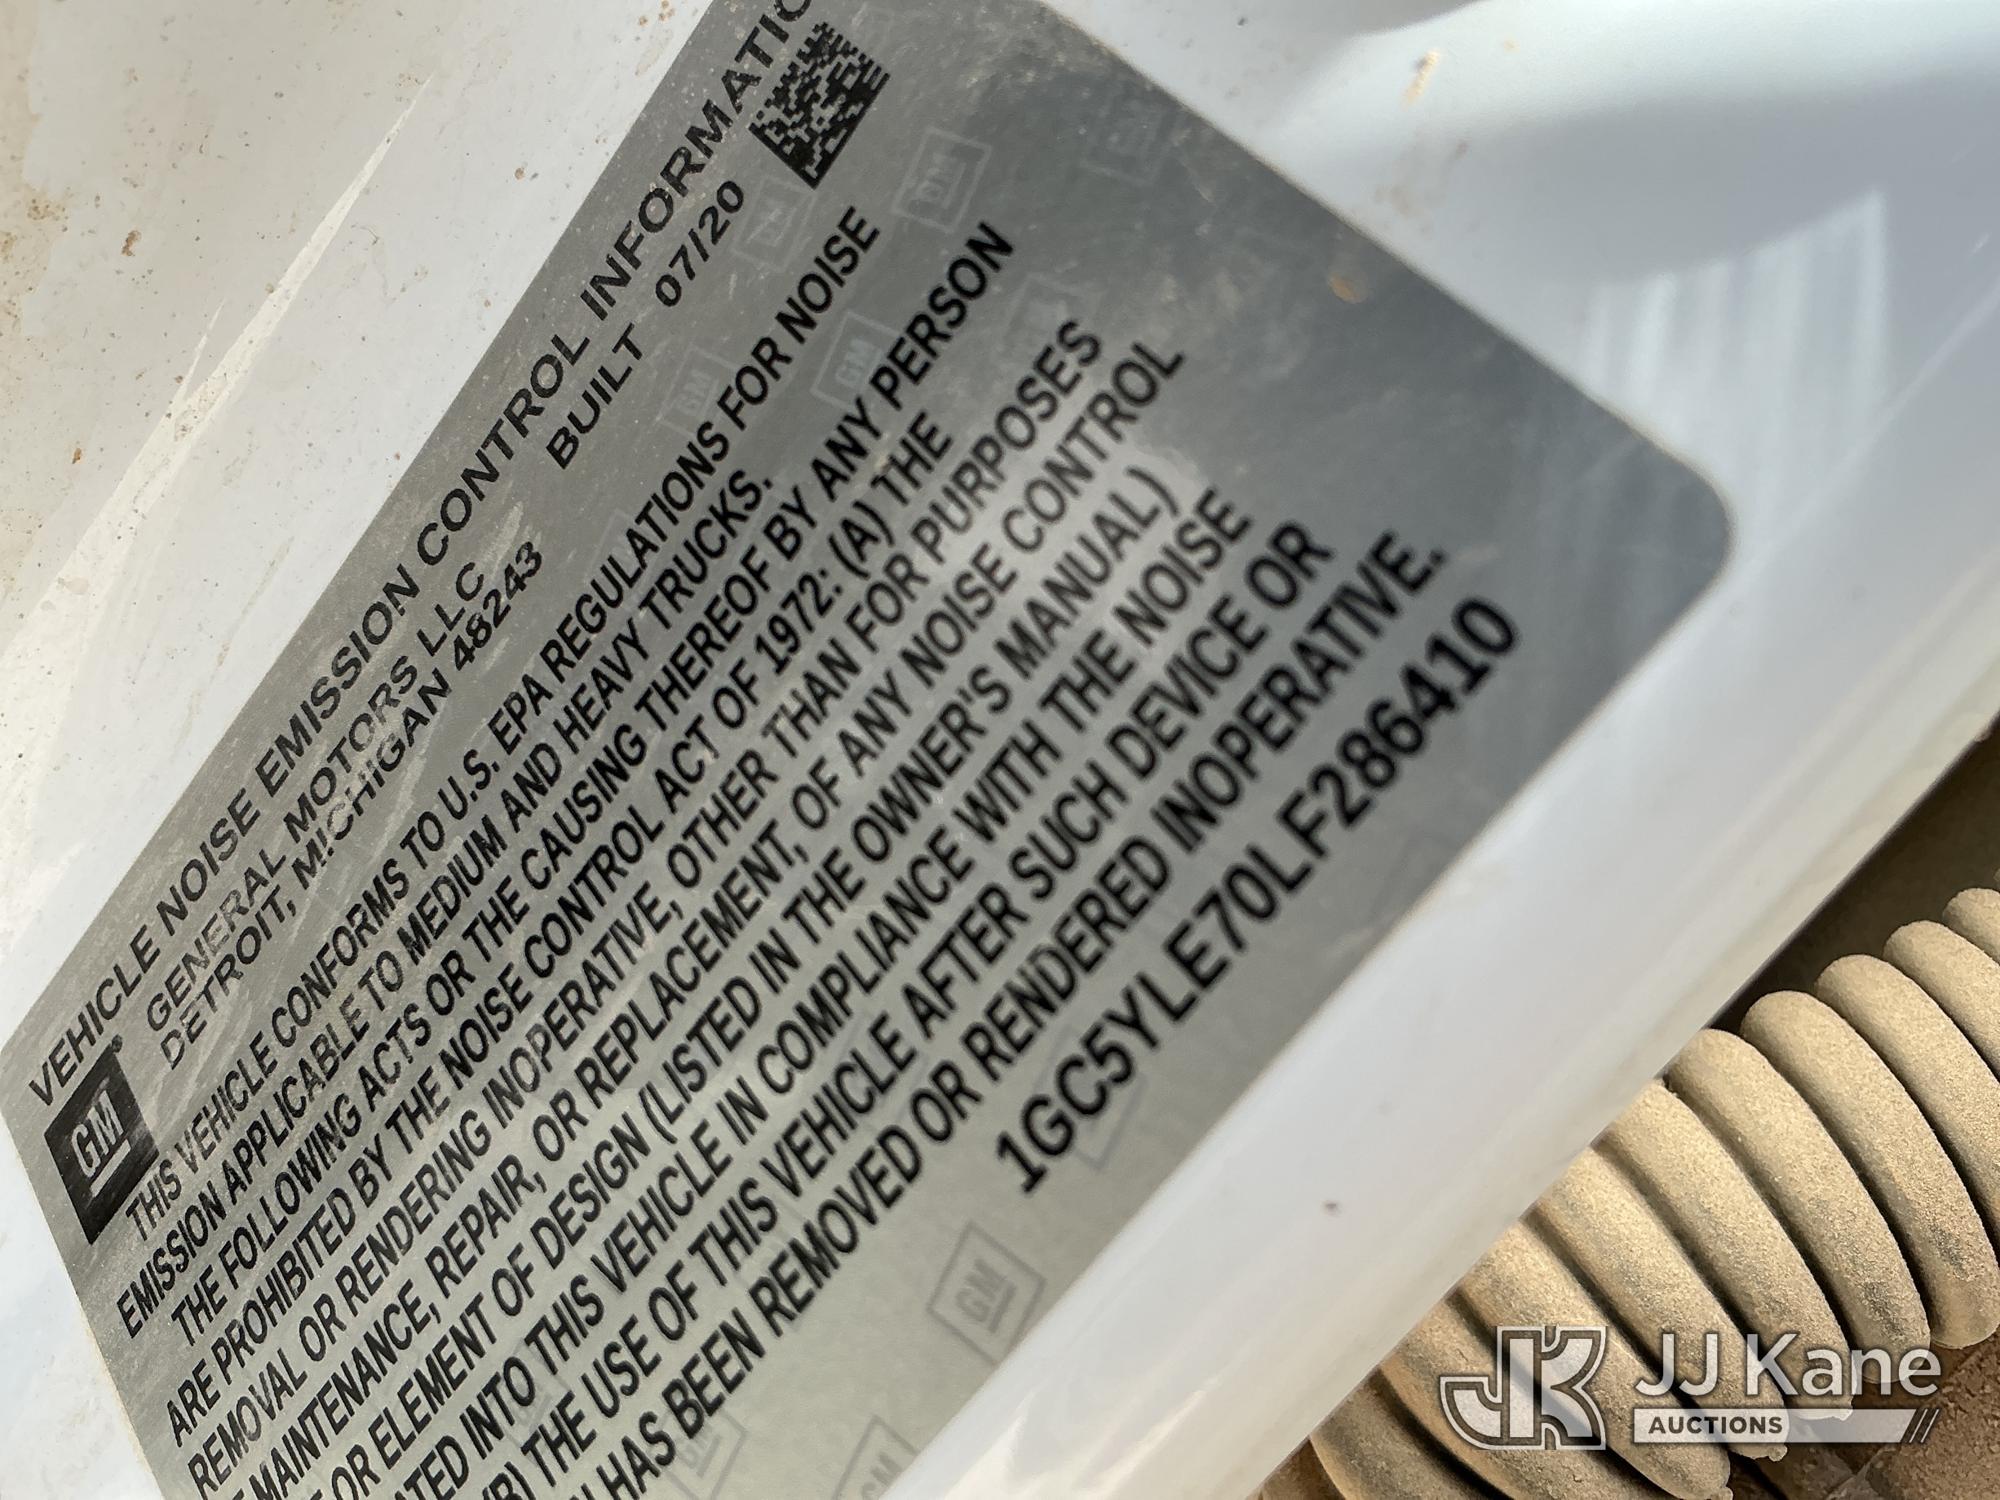 VEHICLE NOISE EMISSION CONTROL INFORMATIO
GM
GENERAL MOTORS LLC
DETROIT, MICHIGAN 48243
BUILT 07/20
THIS VEHICLE CONFORMS TO U.S. EPA REGULATIONS FOR NOISE
EMISSION APPLICABLE TO MEDIUM AND HEAVY TRUCKS.
THE FOLLOWING ACTS OR THE CAUSING THEREOF BY ANY PERSON
ARE PROHIBITED BY THE NOISE CONTROL ACT OF 1972: (A) THE
REMOVAL OR RENDERING INOPERATIVE, OTHER THAN FOR PURPOSES
MAINTENANCE, REPAIR, OR REPLACEMENT, OF ANY NOISE CONTROL
OR ELEMENT OF DESIGN (LISTED IN THE OWNER'S MANUAL)
ATED INTO THIS VEHICLE IN COMPLIANCE WITH THE NOISE
(B) THE USE OF THIS VEHICLE AFTER SUCH DEVICE OR
HAS BEEN REMOVED OR RENDERED INOPERATIVE.
1GC5YLE70LF286410
JK JJ Kane
AUCTIONS